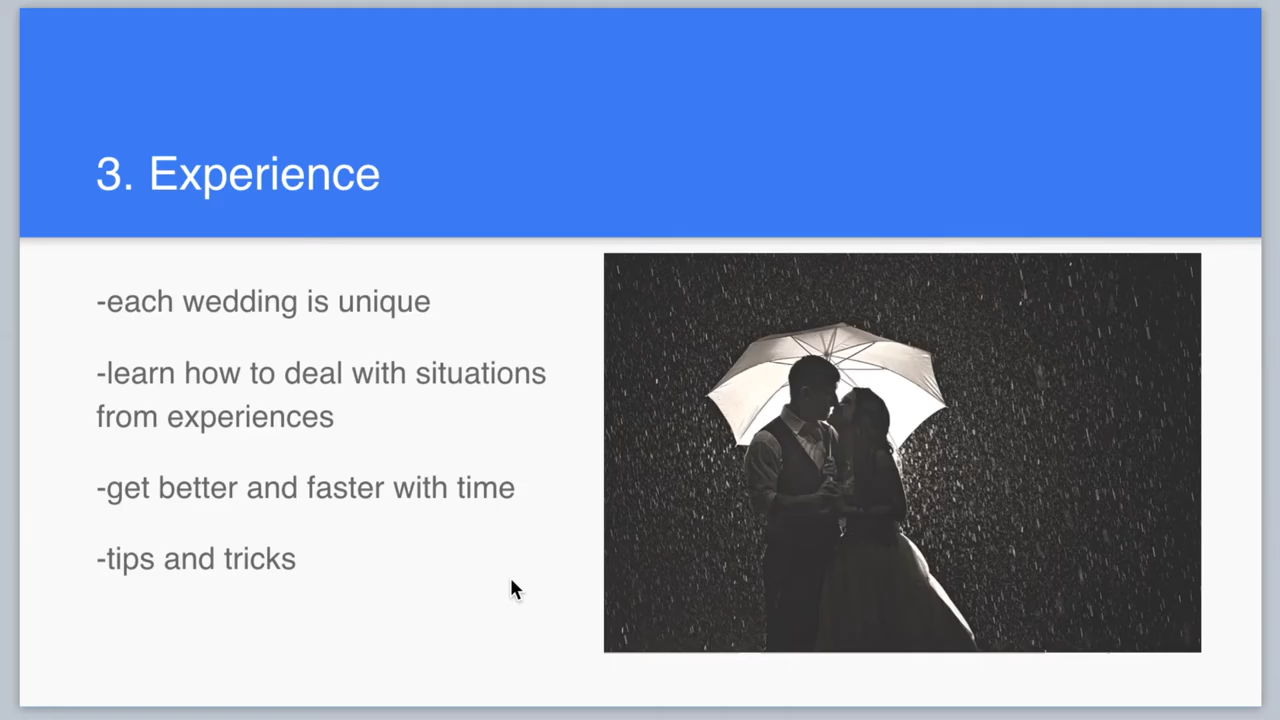 3. Experience
-each wedding is unique
-learn how to deal with situations
from experiences
-get better and faster with time
-tips and tricks